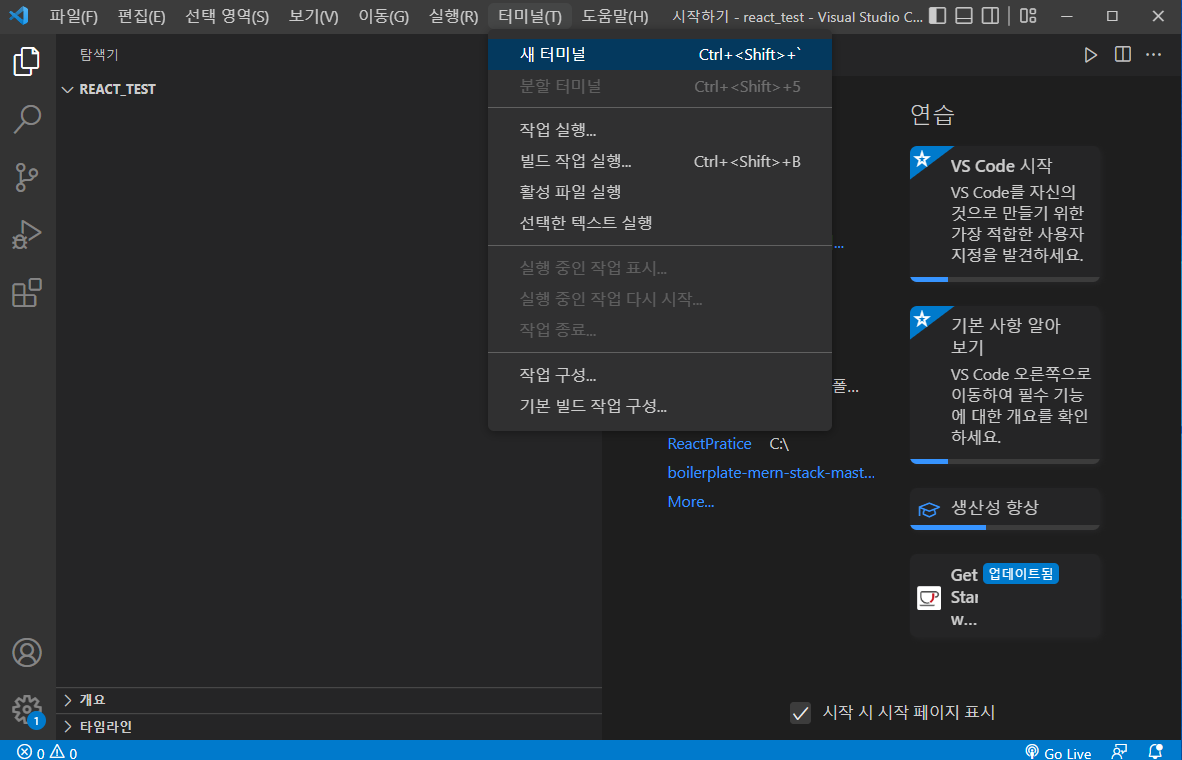 파일(F) 편집(E) 선택 영역(S) 보기(V) 이동(G) 실행(R) 터미널(T) 도움말(H) 시작하기 - react_test - Visual Studio C...
탐색기
REACT_TEST
새 터미널 Ctrl+<Shift>+`
분할 터미널 Ctrl+<Shift>+5
작업 실행...
빌드 작업 실행... Ctrl+<Shift>+B
활성 파일 실행
선택한 텍스트 실행
실행 중인 작업 표시...
실행 중인 작업 다시 시작...
작업 종료...
작업 구성...
기본 빌드 작업 구성...
...
폴...
ReactPratice C:\
boilerplate-mern-stack-mast...
More...
연습
VS Code 시작
VS Code를 자신의
것으로 만들기 위한
가장 적합한 사용자
지정을 발견하세요.
기본 사항 알아
보기
VS Code 오른쪽으로
이동하여 필수 기능
에 대한 개요를 확인
하세요.
생산성 향상
Get 업데이트됨
Star
w...
시작 시 시작 페이지 표시
개요
타임라인
1
0 0
Go Live